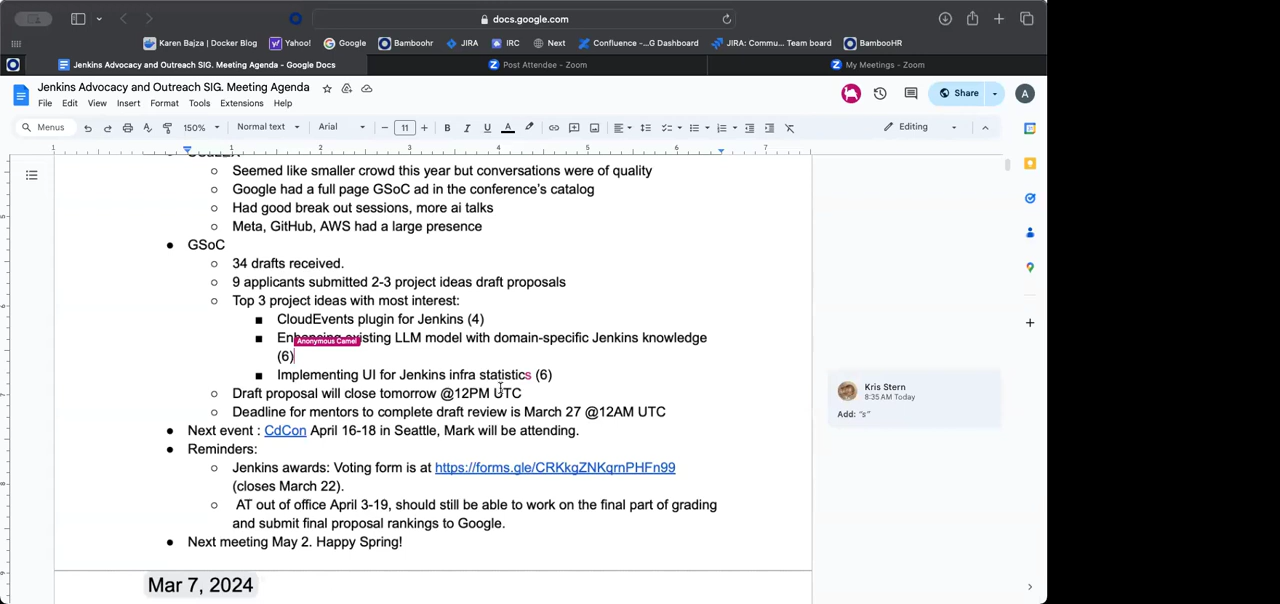 docs.google.com
Karen Bajza | Docker Blog
Yahoo!
Google
Bamboohr
JIRA
IRC
Next
Confluence ...G Dashboard
JIRA: Commu... Team board
BambooHR
Jenkins Advocacy and Outreach SIG. Meeting Agenda - Google Docs
Post Attendee - Zoom
My Meetings - Zoom
Jenkins Advocacy and Outreach SIG. Meeting Agenda
File Edit View Insert Format Tools Extensions Help
Share
A
Menus
150%
Normal text
Arial
11
Editing
1 1 2 3 4 5 6 7
Seemed like smaller crowd this year but conversations were of quality
Google had a full page GSoC ad in the conference's catalog
Had good break out sessions, more ai talks
Meta, GitHub, AWS had a large presence
GSoC
34 drafts received.
9 applicants submitted 2-3 project ideas draft proposals
Top 3 project ideas with most interest:
CloudEvents plugin for Jenkins (4)
Enhancing existing LLM model with domain-specific Jenkins knowledge
Anonymous Camel
(6)
Implementing UI for Jenkins infra statistics (6)
Draft proposal will close tomorrow @12PM UTC
Deadline for mentors to complete draft review is March 27 @12AM UTC
Next event : CdCon April 16-18 in Seattle, Mark will be attending.
Reminders:
Jenkins awards: Voting form is at https://forms.gle/CRKkgZNKqrnPHFn99
(closes March 22).
AT out of office April 3-19, should still be able to work on the final part of grading
and submit final proposal rankings to Google.
Next meeting May 2. Happy Spring!
Mar 7, 2024
Kris Stern
8:35 AM Today
Add: "s"